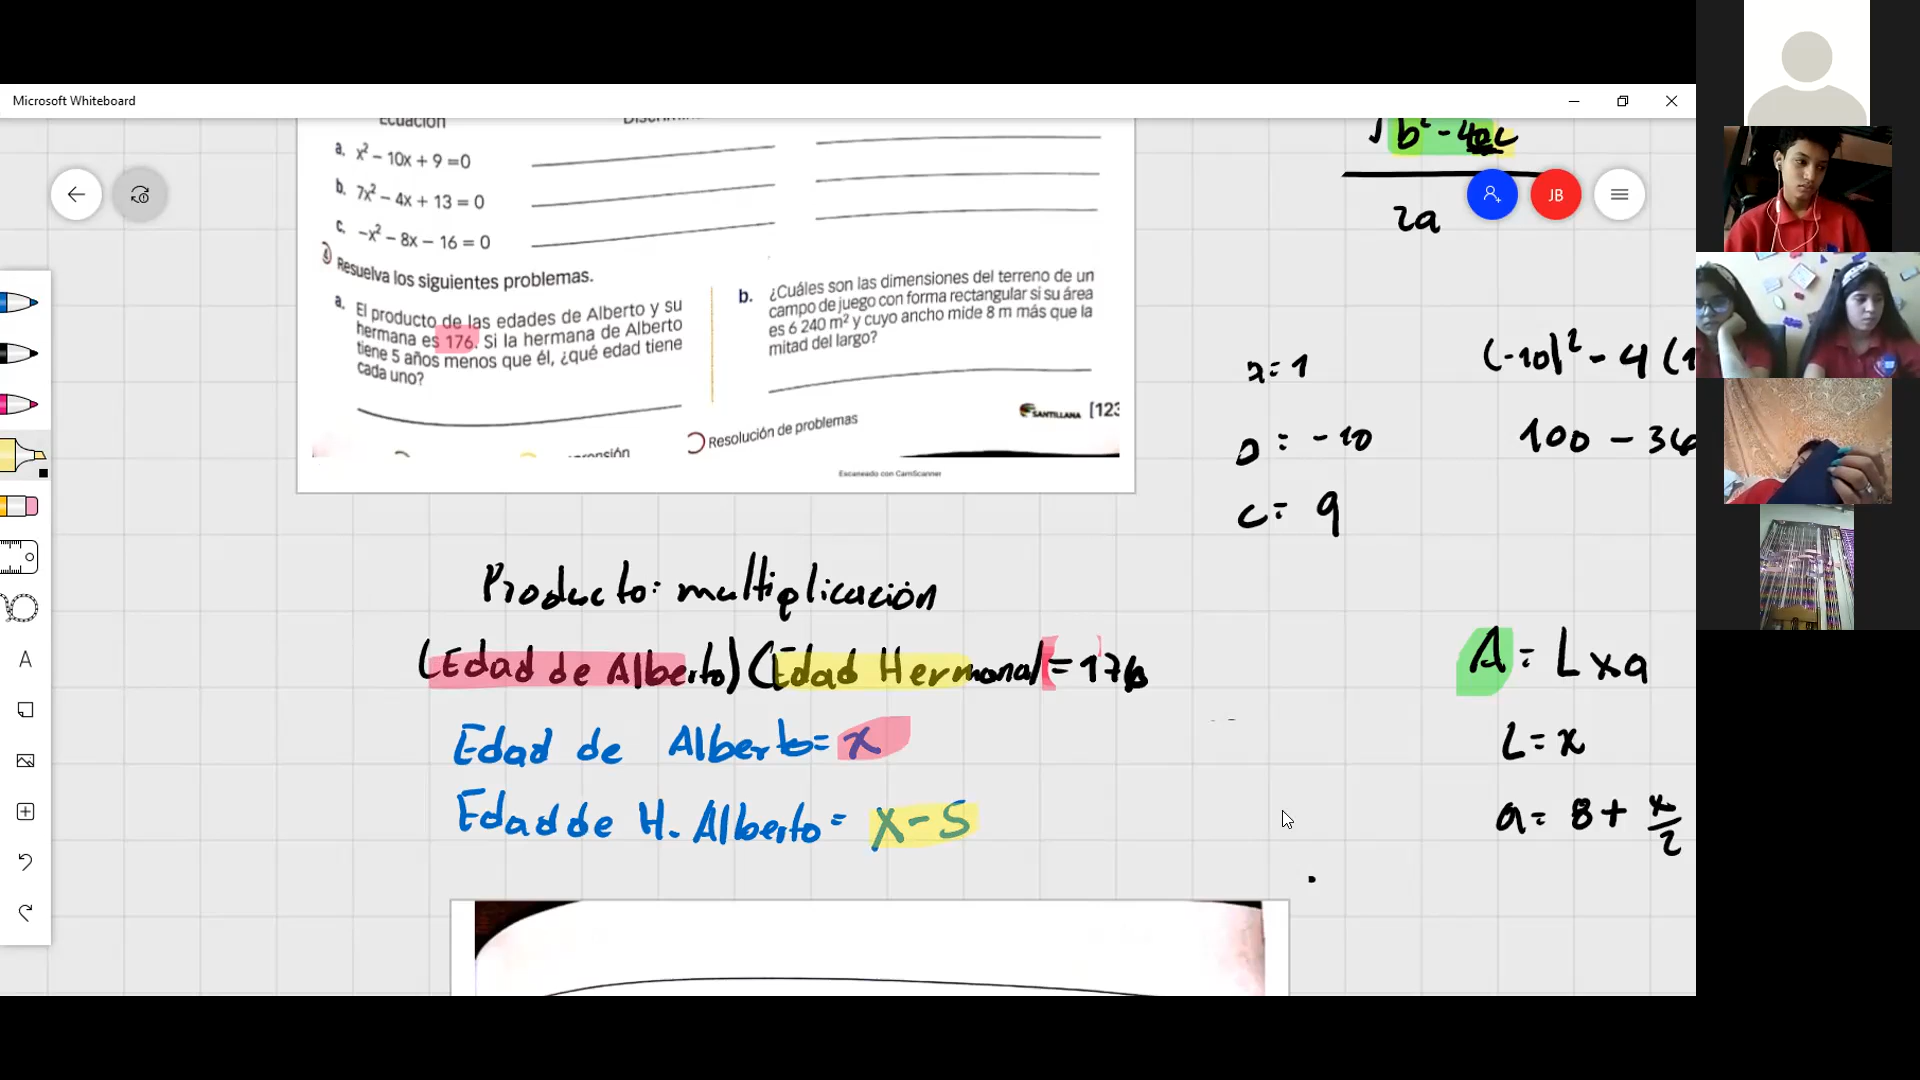 Microsoft Whiteboard
Ecuación
a. x² – 10x + 9 = 0
b. 7x² – 4x + 13 = 0
c. –x² – 8x – 16 = 0
Resuelva los siguientes problemas.
a. El producto de las edades de Alberto y su
hermana es 176. Si la hermana de Alberto
tiene 5 años menos que él, ¿qué edad tiene
cada uno?
b. ¿Cuáles son las dimensiones del terreno de un
campo de juego con forma rectangular si su área
es 6 240 m² y cuyo ancho mide 8 m más que la
mitad del largo?
SANTILLANA [123
Resolución de problemas
Escaneado con CamScanner
√b² - 4ac
2a
JB
a = 1
(-10)² - 4 (1
= -10
100 - 36
c = 9
Producto: multiplicación
(Edad de Alberto) (Edad Hermana) = 176
Edad de Alberto = x
Edad de H. Alberto = x - 5
A = L x a
L = x
a = 8 + x/2